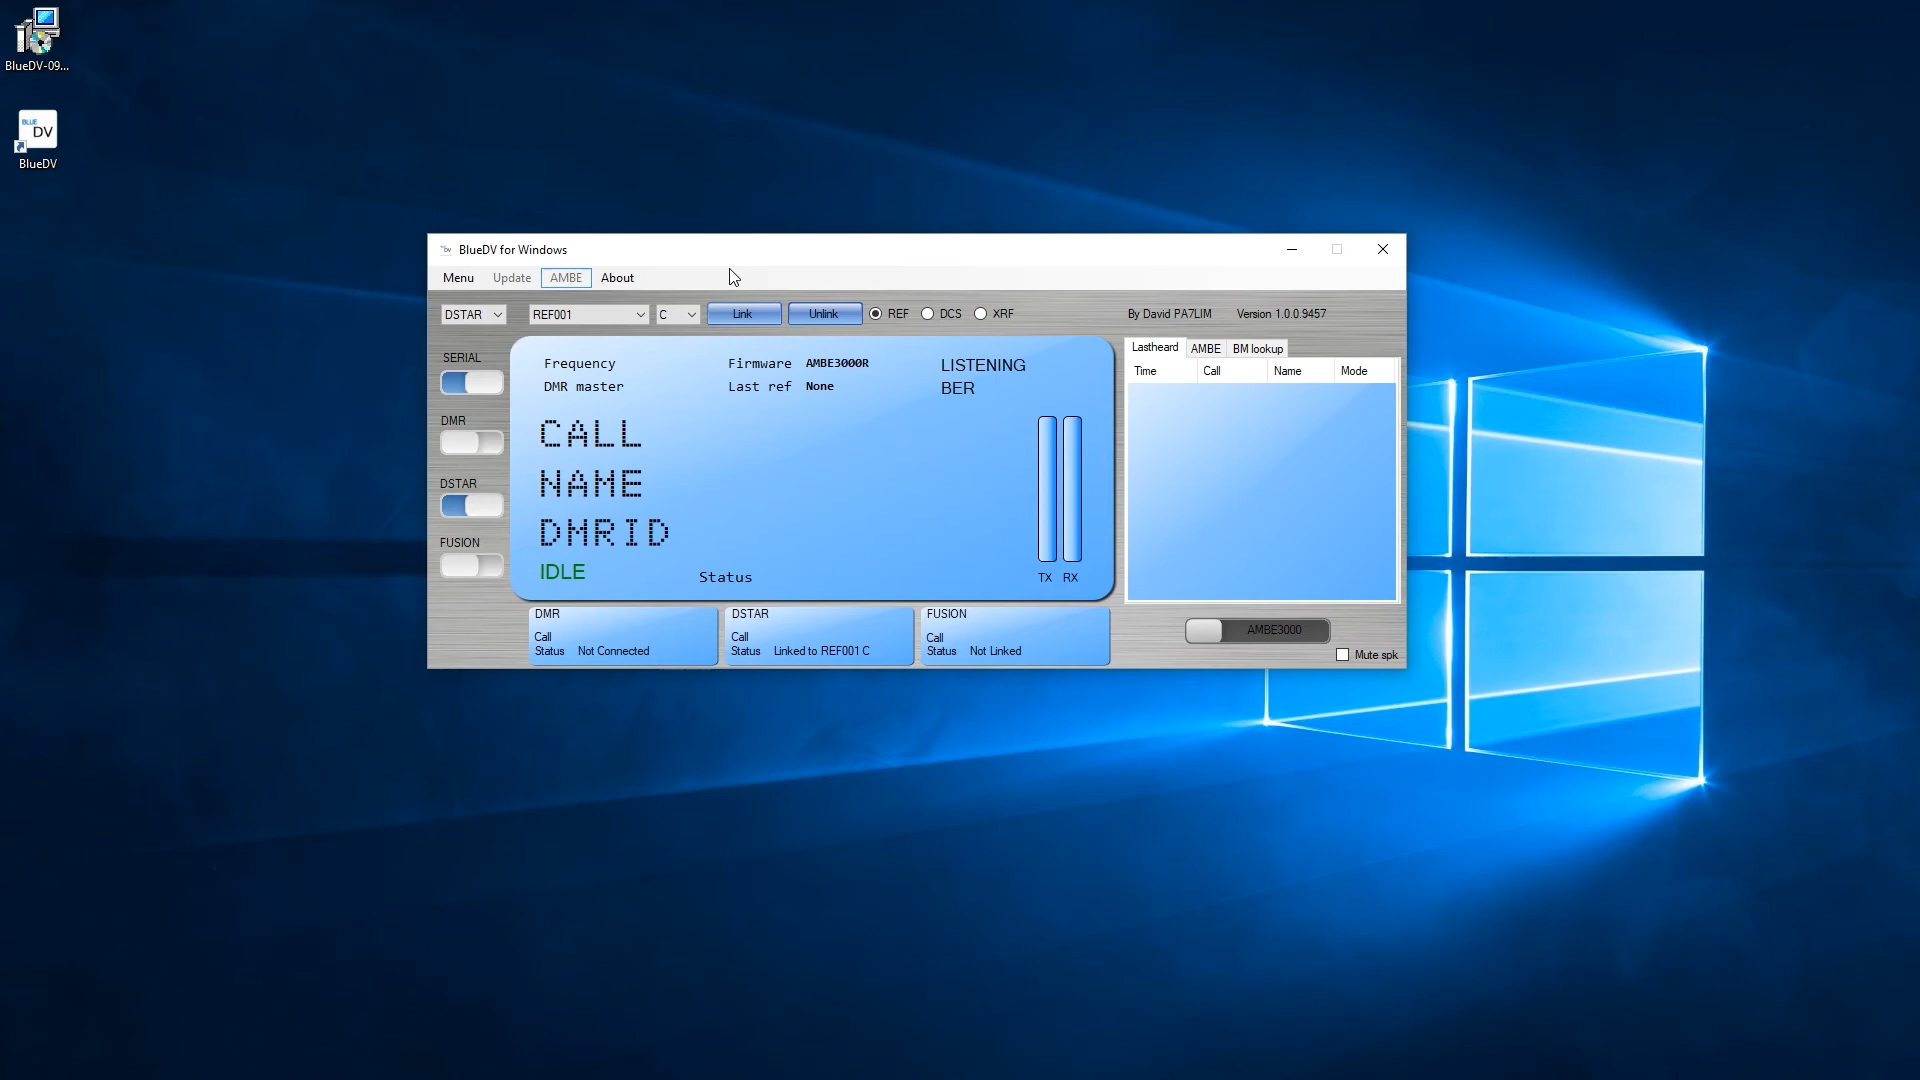 BlueDV-09...
BLUE
DV
BlueDV
BlueDV for Windows
Menu Update AMBE About
DSTAR REF001 C Link Unlink REF DCS XRF By David PA7LIM Version 1.0.0.9457
SERIAL
DMR
DSTAR
FUSION
Frequency Firmware AMBE3000R LISTENING
DMR master Last ref None BER
CALL
NAME
DMRID
IDLE Status TX RX
Lastheard AMBE BM lookup
Time Call Name Mode
DMR
Call
Status Not Connected
DSTAR
Call
Status Linked to REF001 C
FUSION
Call
Status Not Linked
AMBE3000
Mute spk